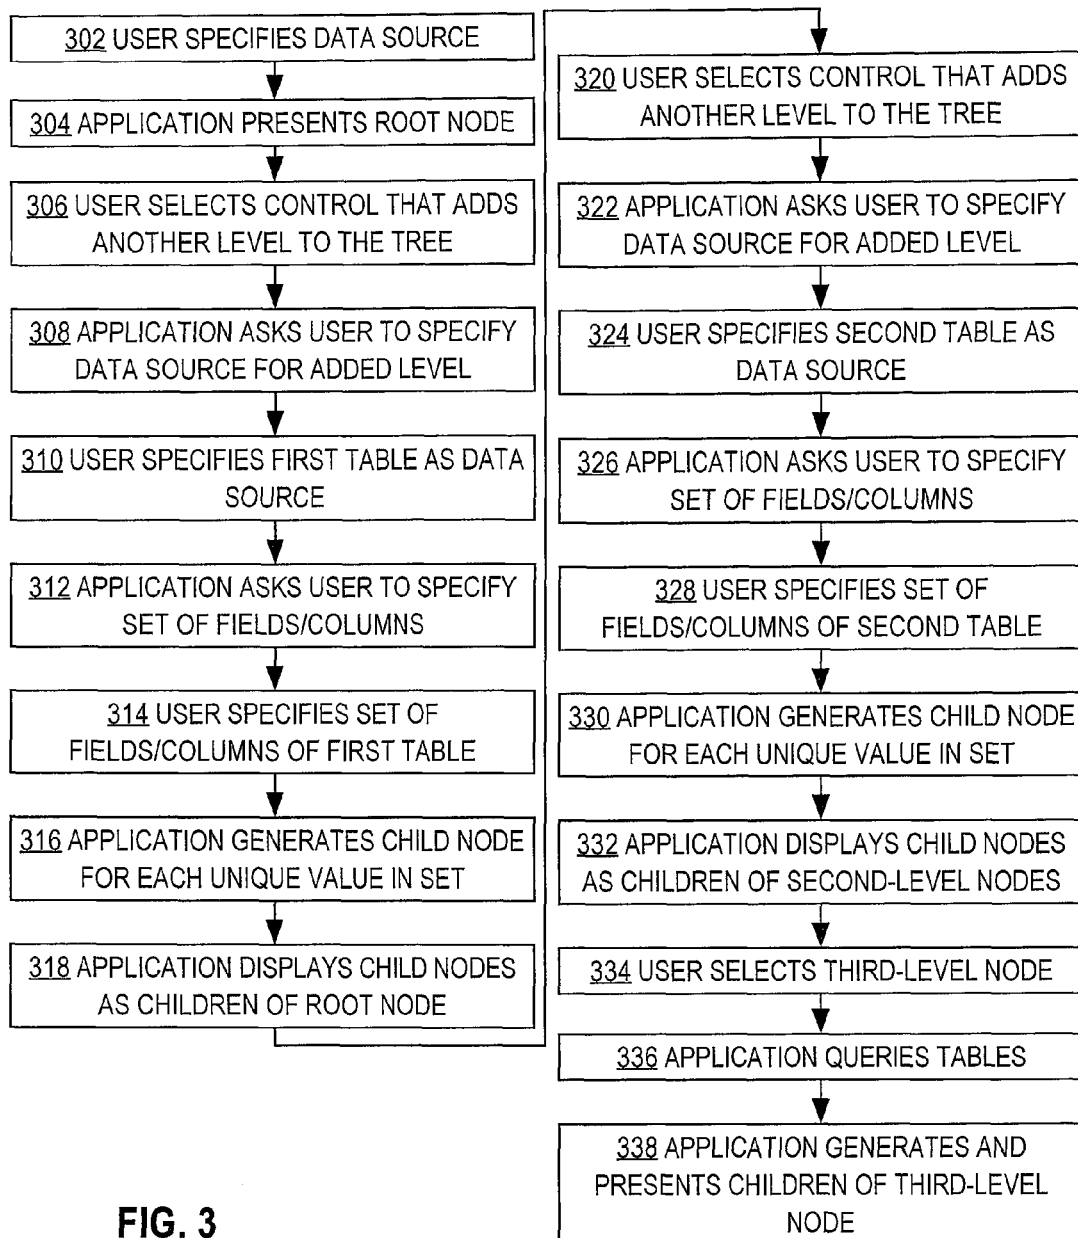 302 USER SPECIFIES DATA SOURCE
304 APPLICATION PRESENTS ROOT NODE
306 USER SELECTS CONTROL THAT ADDS
ANOTHER LEVEL TO THE TREE
308 APPLICATION ASKS USER TO SPECIFY
DATA SOURCE FOR ADDED LEVEL
310 USER SPECIFIES FIRST TABLE AS DATA
SOURCE
312 APPLICATION ASKS USER TO SPECIFY
SET OF FIELDS/COLUMNS
314 USER SPECIFIES SET OF
FIELDS/COLUMNS OF FIRST TABLE
316 APPLICATION GENERATES CHILD NODE
FOR EACH UNIQUE VALUE IN SET
318 APPLICATION DISPLAYS CHILD NODES
AS CHILDREN OF ROOT NODE
320 USER SELECTS CONTROL THAT ADDS
ANOTHER LEVEL TO THE TREE
322 APPLICATION ASKS USER TO SPECIFY
DATA SOURCE FOR ADDED LEVEL
324 USER SPECIFIES SECOND TABLE AS
DATA SOURCE
326 APPLICATION ASKS USER TO SPECIFY
SET OF FIELDS/COLUMNS
328 USER SPECIFIES SET OF
FIELDS/COLUMNS OF SECOND TABLE
330 APPLICATION GENERATES CHILD NODE
FOR EACH UNIQUE VALUE IN SET
332 APPLICATION DISPLAYS CHILD NODES
AS CHILDREN OF SECOND-LEVEL NODES
334 USER SELECTS THIRD-LEVEL NODE
336 APPLICATION QUERIES TABLES
338 APPLICATION GENERATES AND
PRESENTS CHILDREN OF THIRD-LEVEL
NODE
FIG. 3